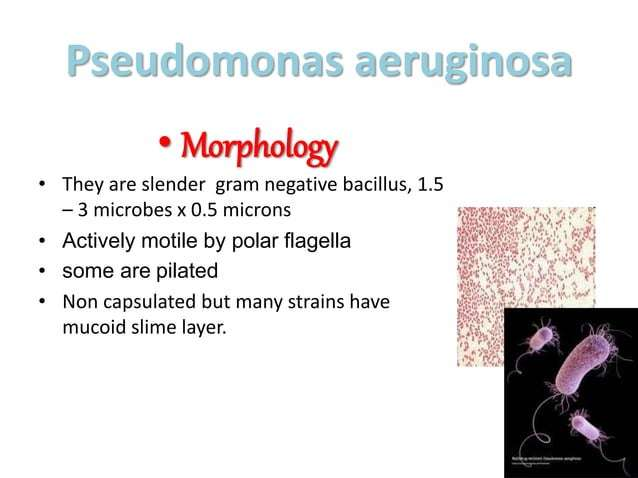 Pseudomonas aeruginosa
• Morphology
• They are slender gram negative bacillus, 1.5
– 3 microbes x 0.5 microns
• Actively motile by polar flagella
• some are pilated
• Non capsulated but many strains have
mucoid slime layer.